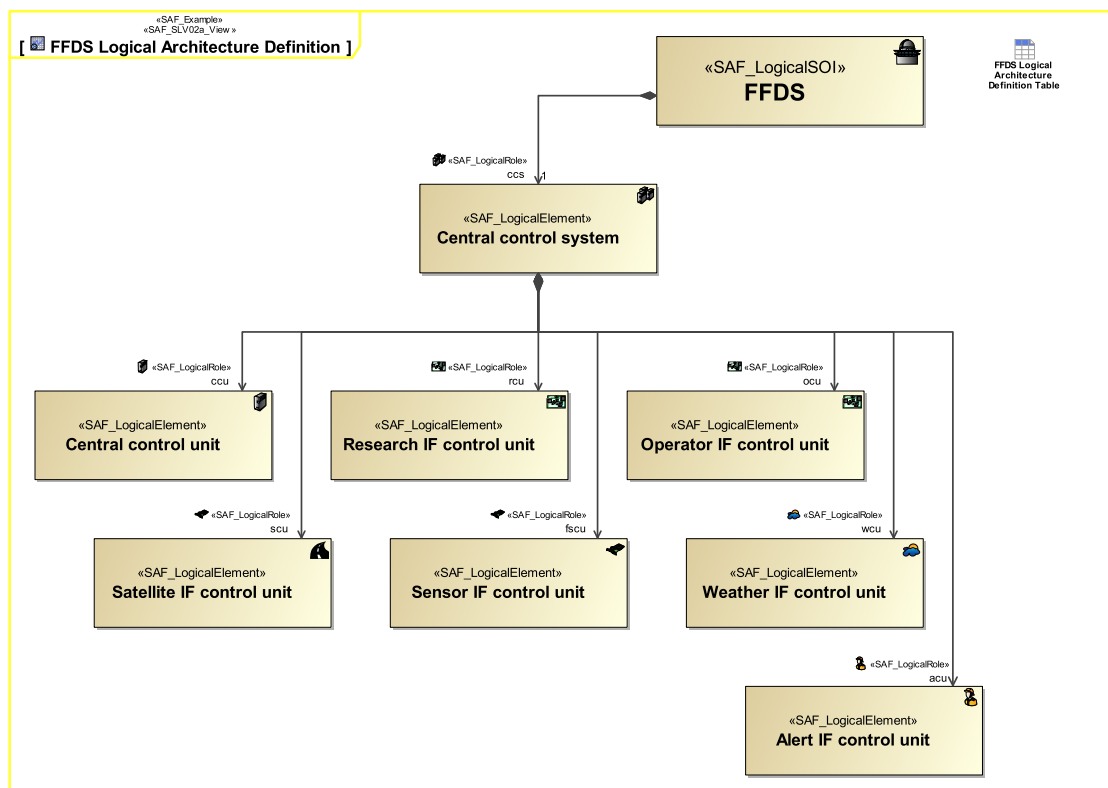 «SAF_Example»
«SAF_SLV02a_View »
[ FFDS Logical Architecture Definition ]
«SAF_LogicalSOI»
FFDS
FFDS Logical
Architecture
Definition Table
«SAF_LogicalRole»
ccs
1
«SAF_LogicalElement»
Central control system
«SAF_LogicalRole»
ccu
«SAF_LogicalRole»
rcu
«SAF_LogicalRole»
ocu
«SAF_LogicalElement»
Central control unit
«SAF_LogicalElement»
Research IF control unit
«SAF_LogicalElement»
Operator IF control unit
«SAF_LogicalRole»
scu
«SAF_LogicalRole»
fscu
«SAF_LogicalRole»
wcu
«SAF_LogicalElement»
Satellite IF control unit
«SAF_LogicalElement»
Sensor IF control unit
«SAF_LogicalElement»
Weather IF control unit
«SAF_LogicalRole»
acu
«SAF_LogicalElement»
Alert IF control unit